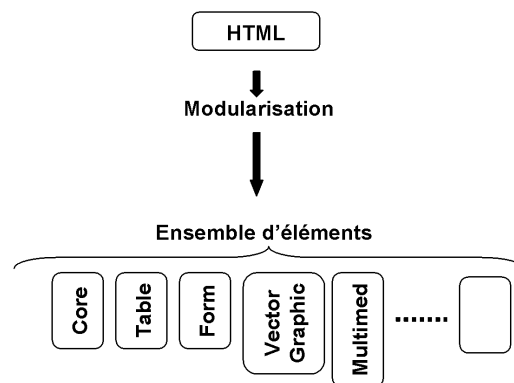 HTML
Modularisation
Ensemble d'éléments
Core
Table
Form
Vector
Graphic
Multimed